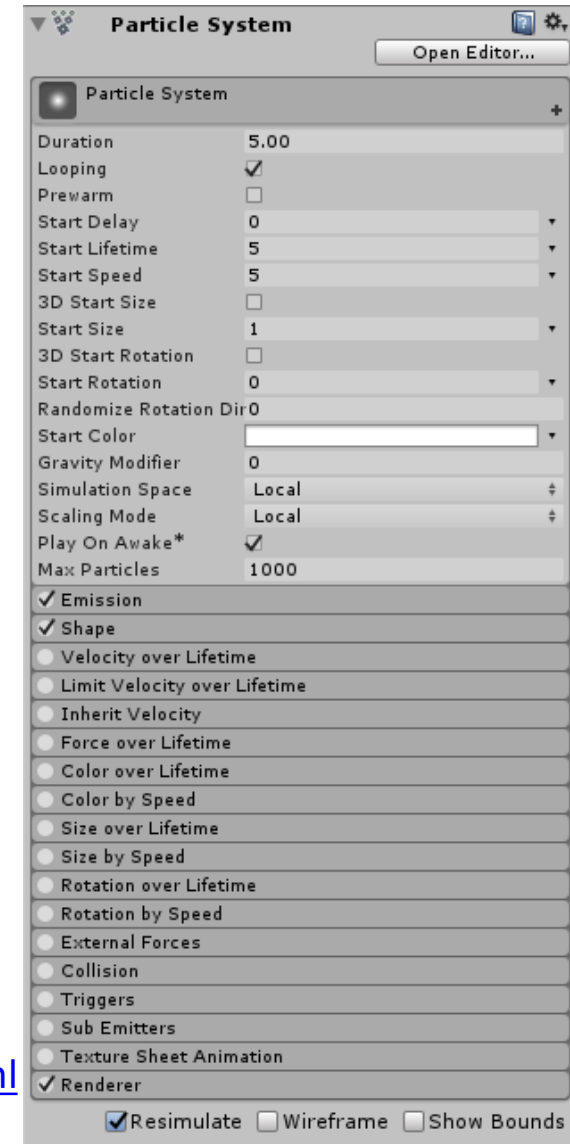 Particle System
Open Editor...
Particle System
Duration 5.00
Looping
Prewarm
Start Delay 0
Start Lifetime 5
Start Speed 5
3D Start Size
Start Size 1
3D Start Rotation
Start Rotation 0
Randomize Rotation Dir 0
Start Color
Gravity Modifier 0
Simulation Space Local
Scaling Mode Local
Play On Awake*
Max Particles 1000
Emission
Shape
Velocity over Lifetime
Limit Velocity over Lifetime
Inherit Velocity
Force over Lifetime
Color over Lifetime
Color by Speed
Size over Lifetime
Size by Speed
Rotation over Lifetime
Rotation by Speed
External Forces
Collision
Triggers
Sub Emitters
Texture Sheet Animation
Renderer
Resimulate Wireframe Show Bounds